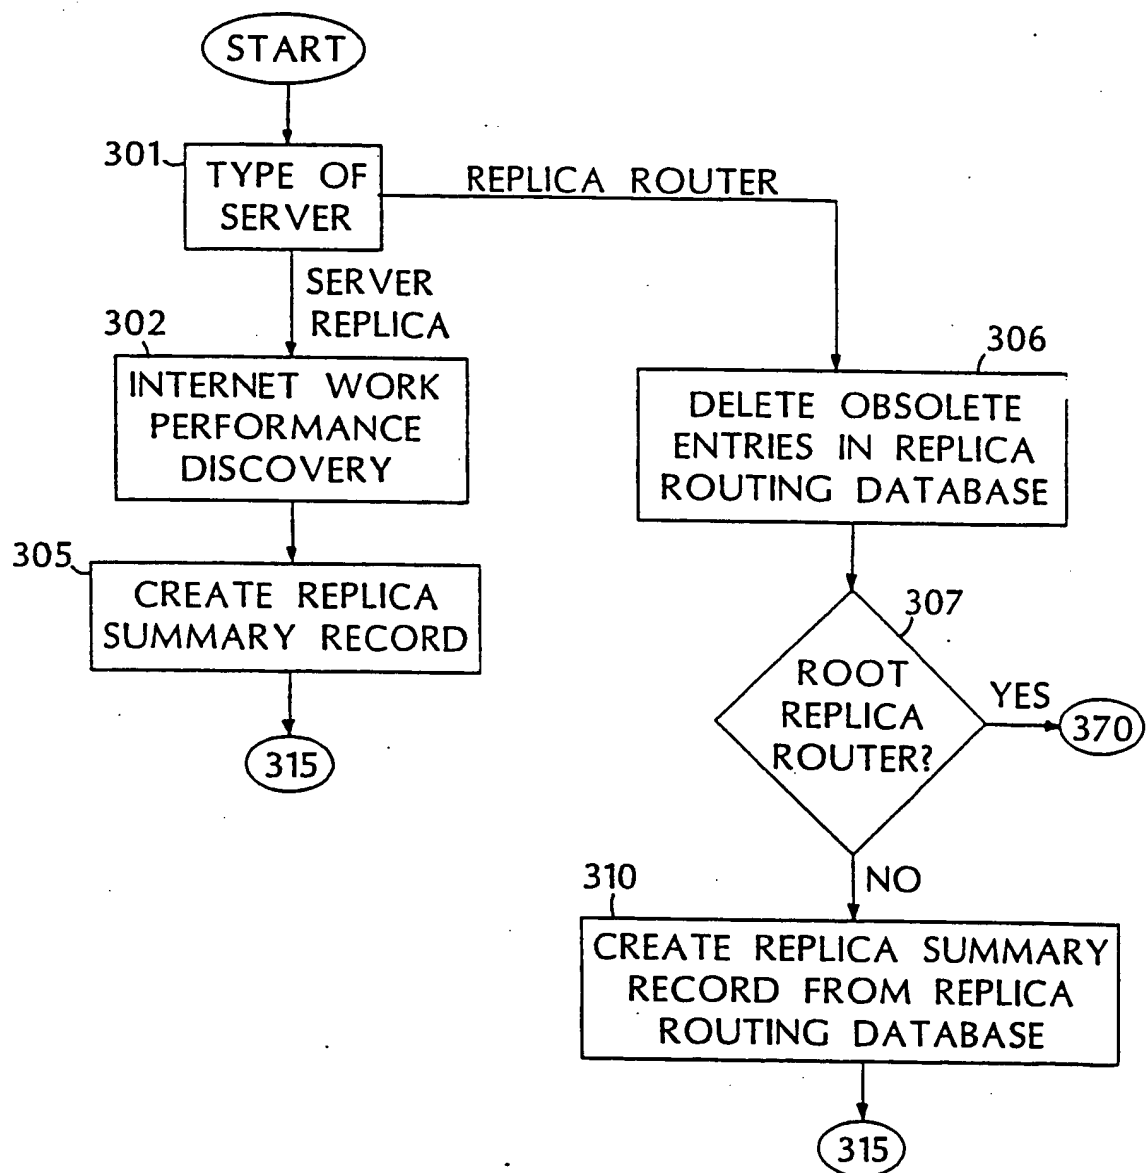 START
301
TYPE OF
SERVER
REPLICA ROUTER
SERVER
REPLICA
302
INTERNET WORK
PERFORMANCE
DISCOVERY
305
CREATE REPLICA
SUMMARY RECORD
315
306
DELETE OBSOLETE
ENTRIES IN REPLICA
ROUTING DATABASE
307
ROOT
REPLICA
ROUTER?
YES
370
NO
310
CREATE REPLICA SUMMARY
RECORD FROM REPLICA
ROUTING DATABASE
315